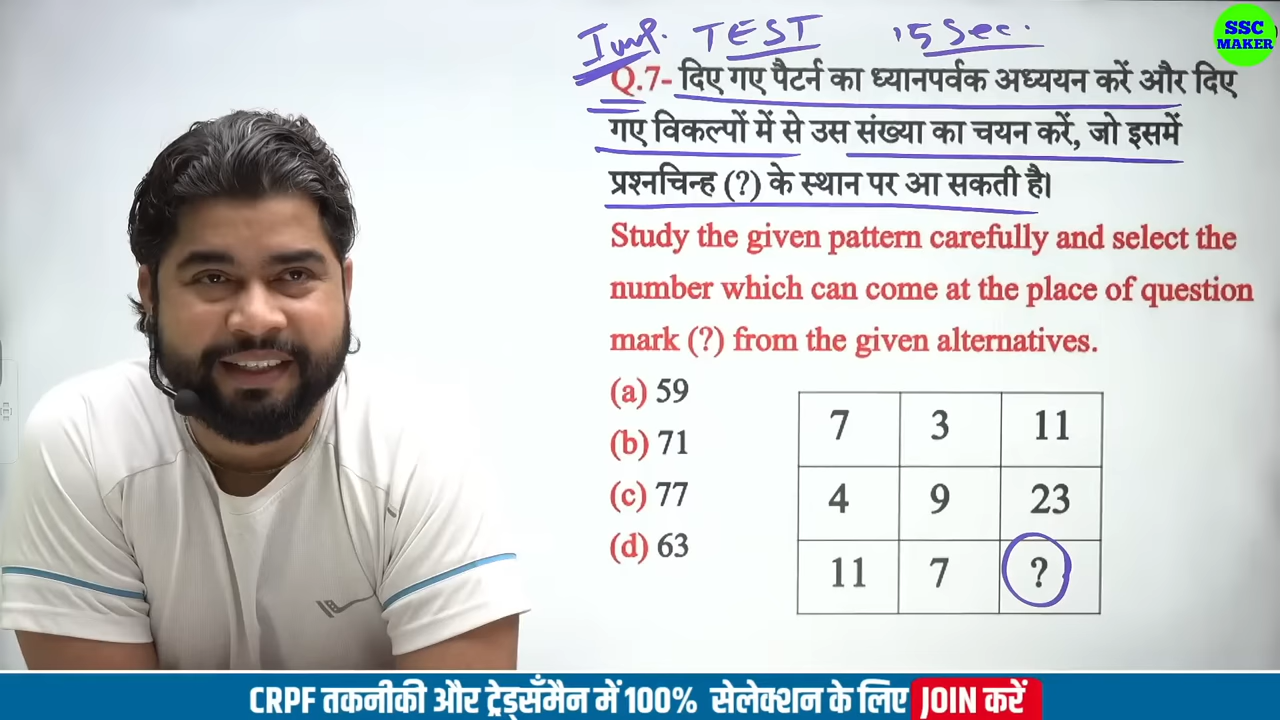 Imp. TEST 15 Sec.
SSC
MAKER
Q.7- दिए गए पैटर्न का ध्यानपर्वक अध्ययन करें और दिए
गए विकल्पों में से उस संख्या का चयन करें, जो इसमें
प्रश्नचिन्ह (?) के स्थान पर आ सकती है।
Study the given pattern carefully and select the
number which can come at the place of question
mark (?) from the given alternatives.
(a) 59
(b) 71
(c) 77
(d) 63
7 3 11
4 9 23
11 7 ?
CRPF तकनीकी और ट्रेड्समैन में 100% सेलेक्शन के लिए JOIN करें